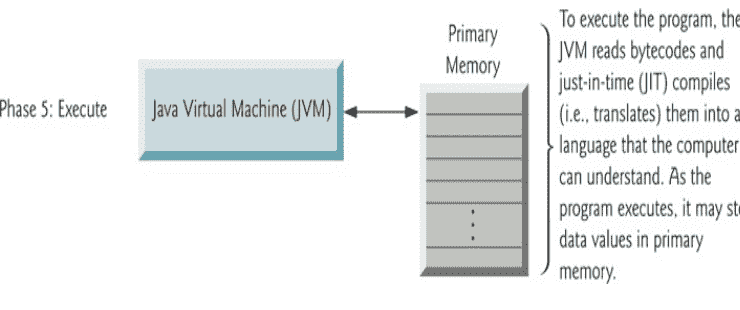 Phase 5: Execute
Java Virtual Machine (JVM)
Primary
Memory
To execute the program, the
JVM reads bytecodes and
just-in-time (JIT) compiles
(i.e., translates) them into a
language that the computer
can understand. As the
program executes, it may
data values in primary
memory.